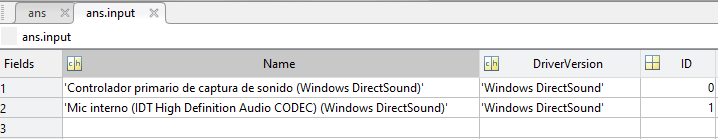 ans ans.input
ans.input
Fields Name DriverVersion ID
1 'Controlador primario de captura de sonido (Windows DirectSound)' 'Windows DirectSound' 0
2 'Mic interno (IDT High Definition Audio CODEC) (Windows DirectSound)' 'Windows DirectSound' 1
3